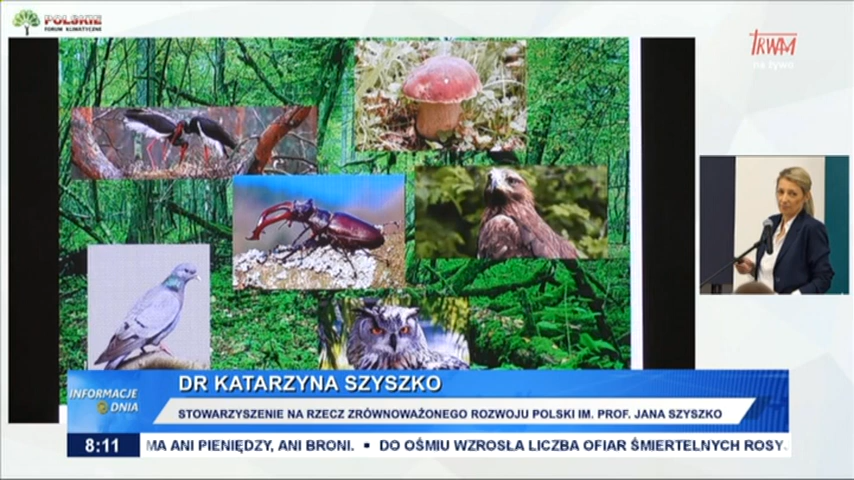 POLSKIE
FORUM KLIMATYCZNE
TRWAM
na żywo
DR KATARZYNA SZYSZKO
INFORMACJE
DNIA
STOWARZYSZENIE NA RZECZ ZRÓWNOWAŻONEGO ROZWOJU POLSKI IM. PROF. JANA SZYSZKO
8:11
MA ANI PIENIĘDZY, ANI BRONI. ▪ DO OŚMIU WZROSŁA LICZBA OFIAR ŚMIERTELNYCH ROSY